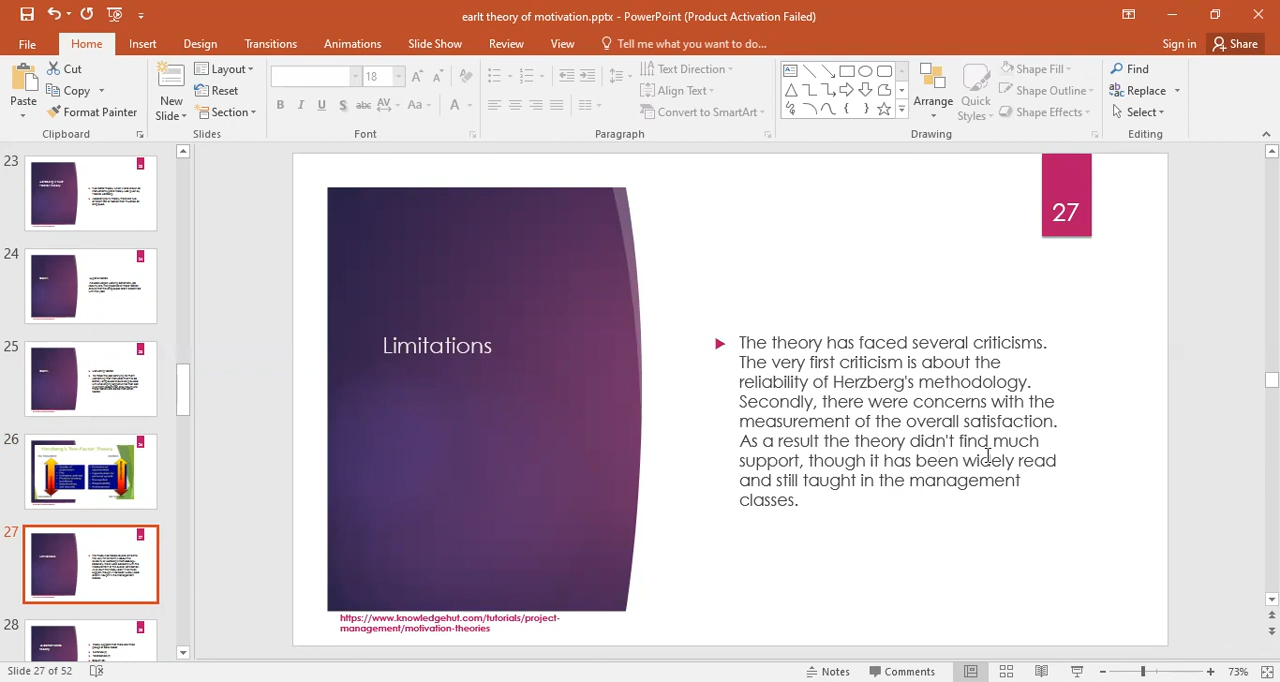 earlt theory of motivation.pptx - PowerPoint (Product Activation Failed)
File Home Insert Design Transitions Animations Slide Show Review View Tell me what you want to do... Sign in Share
Paste
Cut
Copy
Format Painter
Clipboard
New
Slide
Layout
Reset
Section
Slides
18
B I U S abc AV Aa A
Font
Text Direction
Align Text
Convert to SmartArt
Paragraph
Arrange
Quick
Styles
Shape Fill
Shape Outline
Shape Effects
Drawing
Find
Replace
Select
Editing
23
24
25
26
27
28
27
Limitations
The theory has faced several criticisms.
The very first criticism is about the
reliability of Herzberg's methodology.
Secondly, there were concerns with the
measurement of the overall satisfaction.
As a result the theory didn't find much
support, though it has been widely read
and still taught in the management
classes.
https://www.knowledgehut.com/tutorials/project-
management/motivation-theories
Slide 27 of 52
Notes Comments 73%